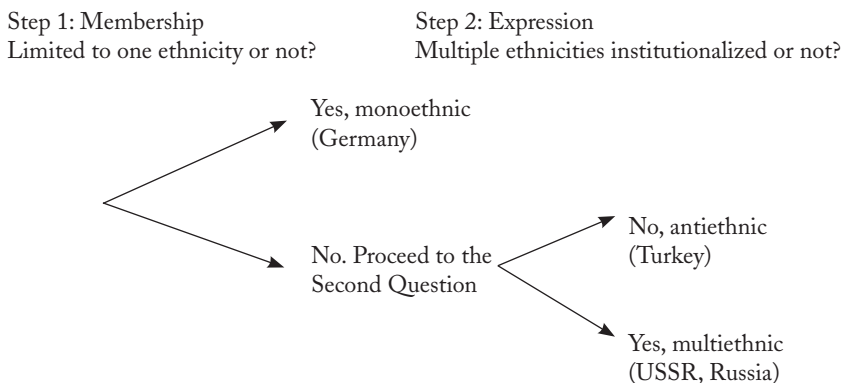 Step 1: Membership
Limited to one ethnicity or not?
Step 2: Expression
Multiple ethnicities institutionalized or not?
Yes, monoethnic
(Germany)
No. Proceed to the
Second Question
No, antiethnic
(Turkey)
Yes, multiethnic
(USSR, Russia)